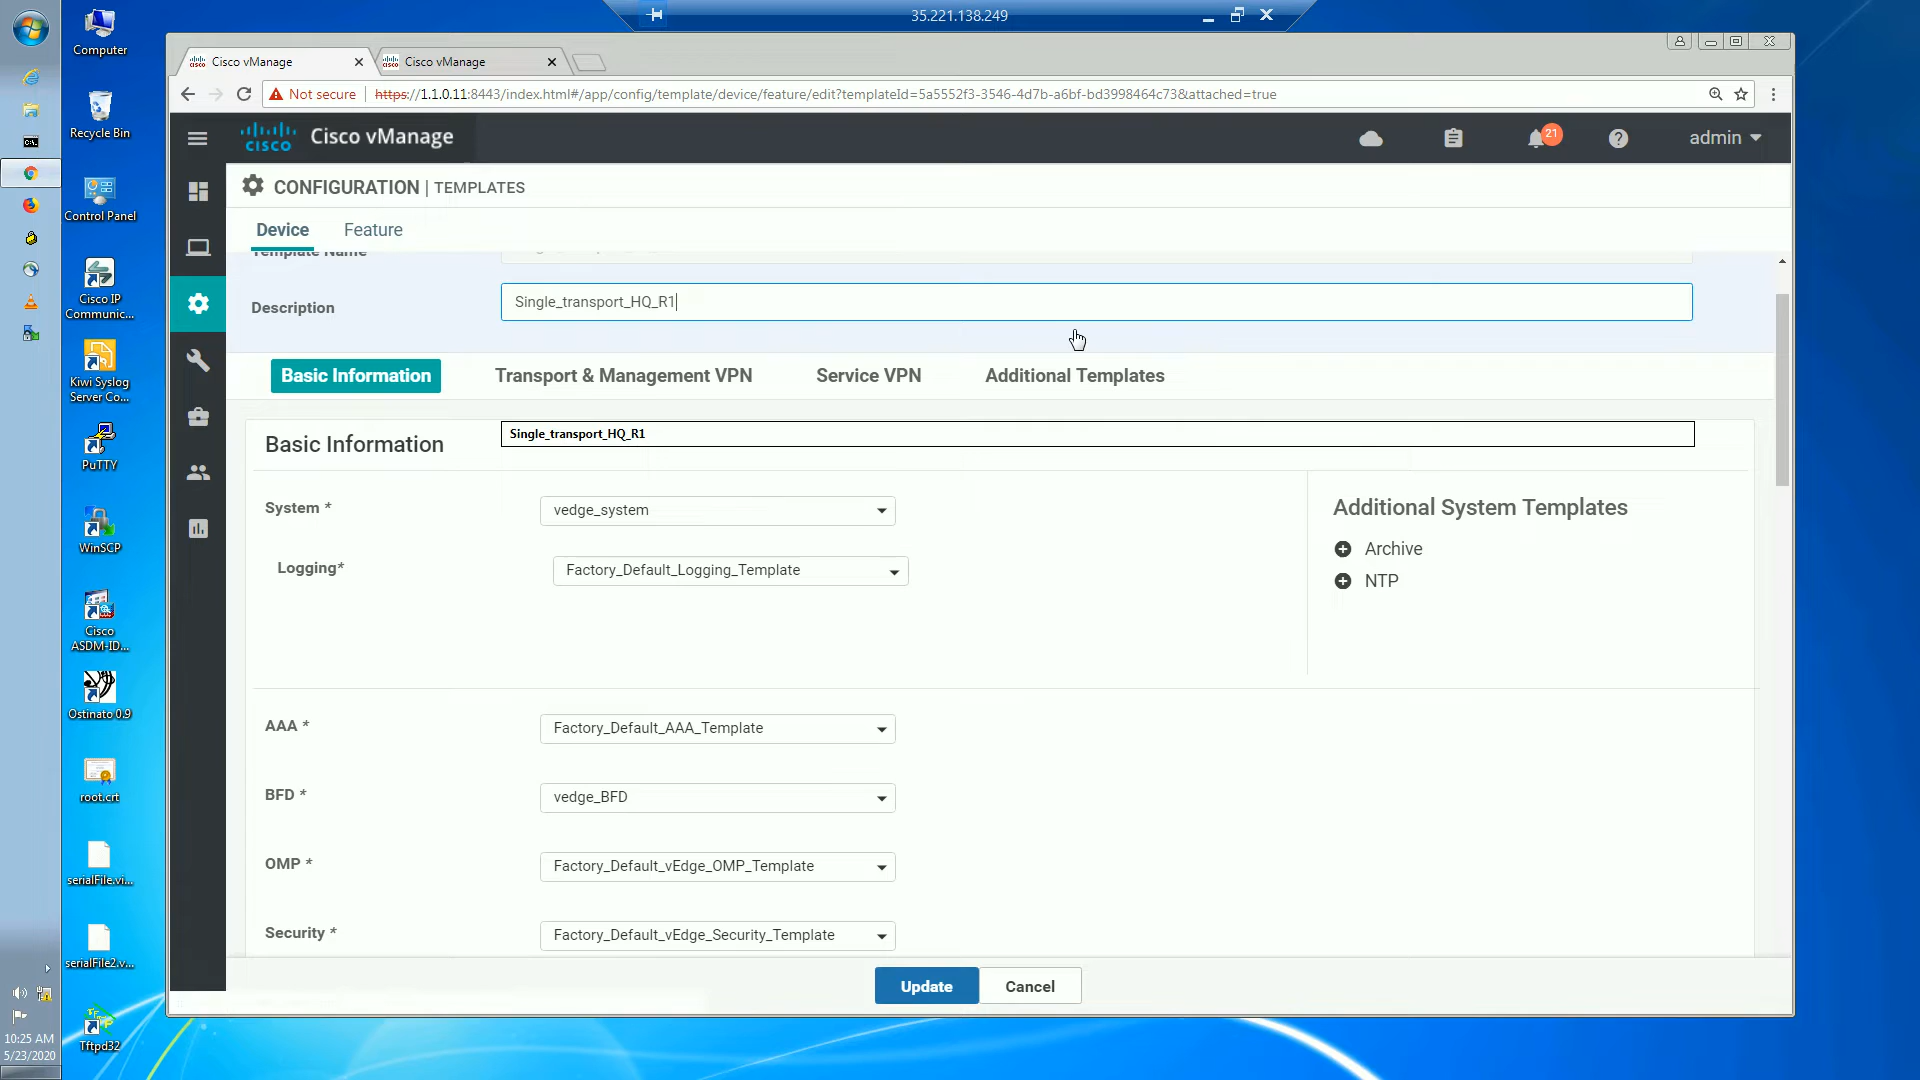 35.221.138.249
Computer
Recycle Bin
Control Panel
Cisco IP
Communic...
Kiwi Syslog
Server Co...
PuTTY
WinSCP
Cisco
ASDM-ID...
Ostinato 0.9
root.crt
serialFile.vi...
serialFile2.v...
Tftpd32
10:25 AM
5/23/2020
Cisco vManage
Cisco vManage
Not secure
https://1.1.0.11:8443/index.html#/app/config/template/device/feature/edit?templateId=5a5552f3-3546-4d7b-a6bf-bd3998464c73&attached=true
CISCO
Cisco vManage
21
admin
CONFIGURATION | TEMPLATES
Device
Feature
Template Name
Description
Single_transport_HQ_R1
Basic Information
Transport & Management VPN
Service VPN
Additional Templates
Basic Information
Single_transport_HQ_R1
System *
vedge_system
Logging*
Factory_Default_Logging_Template
Additional System Templates
Archive
NTP
AAA *
Factory_Default_AAA_Template
BFD *
vedge_BFD
OMP *
Factory_Default_vEdge_OMP_Template
Security *
Factory_Default_vEdge_Security_Template
Update
Cancel